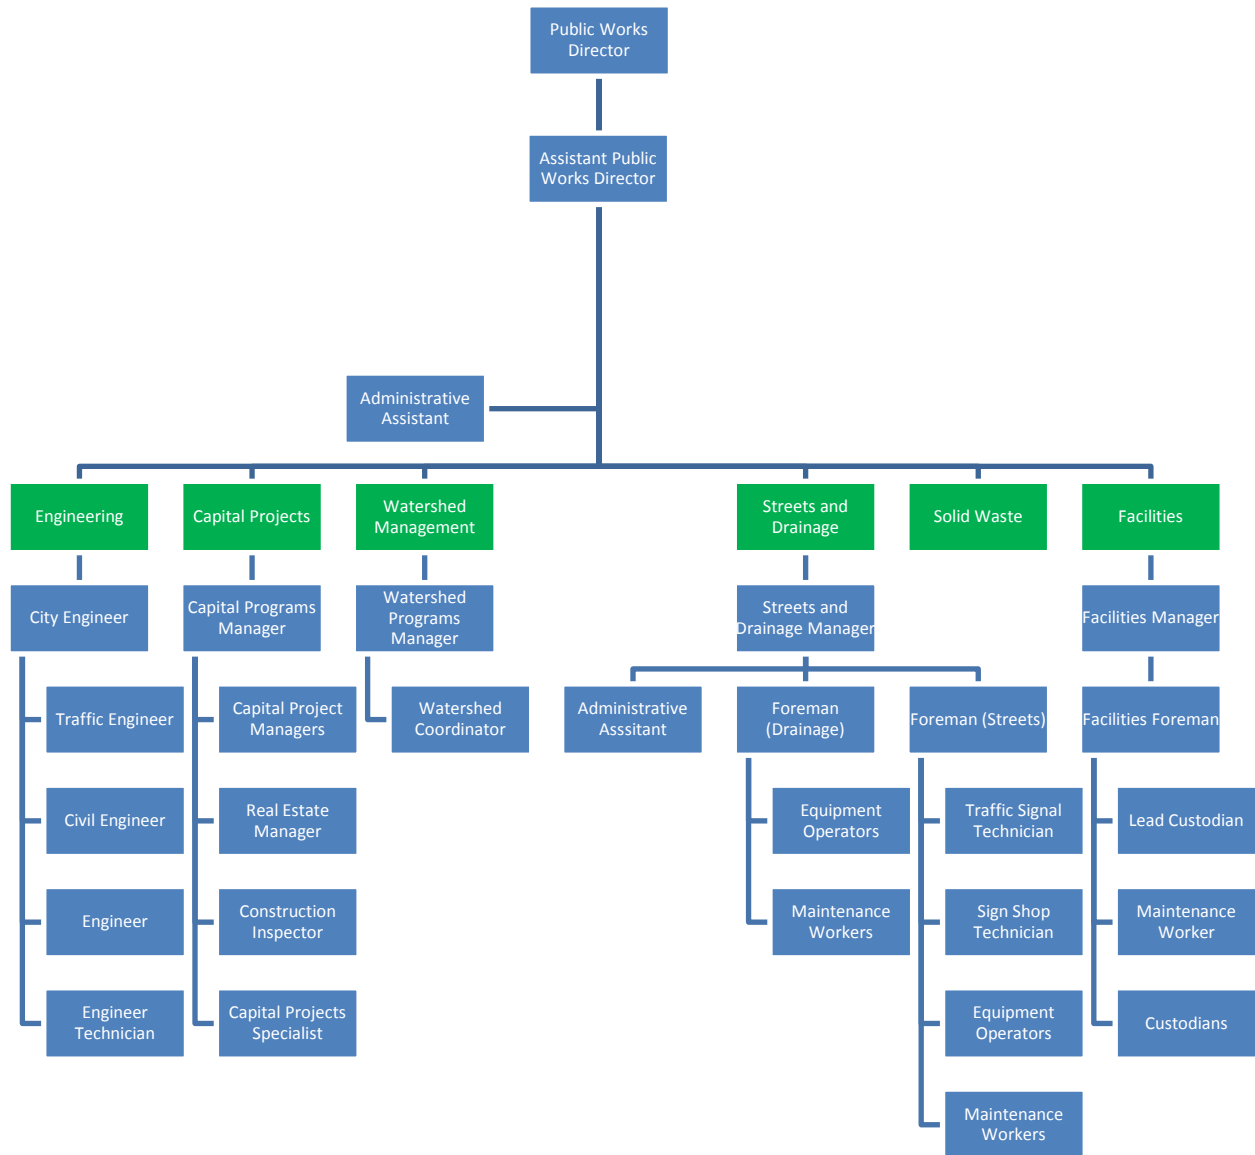 Public Works
Director
Assistant Public
Works Director
Administrative
Assistant
Engineering
Capital Projects
Watershed
Management
Streets and
Drainage
Solid Waste
Facilities
City Engineer
Capital Programs
Manager
Watershed
Programs
Manager
Streets and
Drainage Manager
Facilities Manager
Traffic Engineer
Capital Project
Managers
Watershed
Coordinator
Administrative
Asssitant
Foreman
(Drainage)
Foreman (Streets)
Facilities Foreman
Civil Engineer
Real Estate
Manager
Equipment
Operators
Traffic Signal
Technician
Lead Custodian
Engineer
Construction
Inspector
Maintenance
Workers
Sign Shop
Technician
Maintenance
Worker
Engineer
Technician
Capital Projects
Specialist
Equipment
Operators
Custodians
Maintenance
Workers